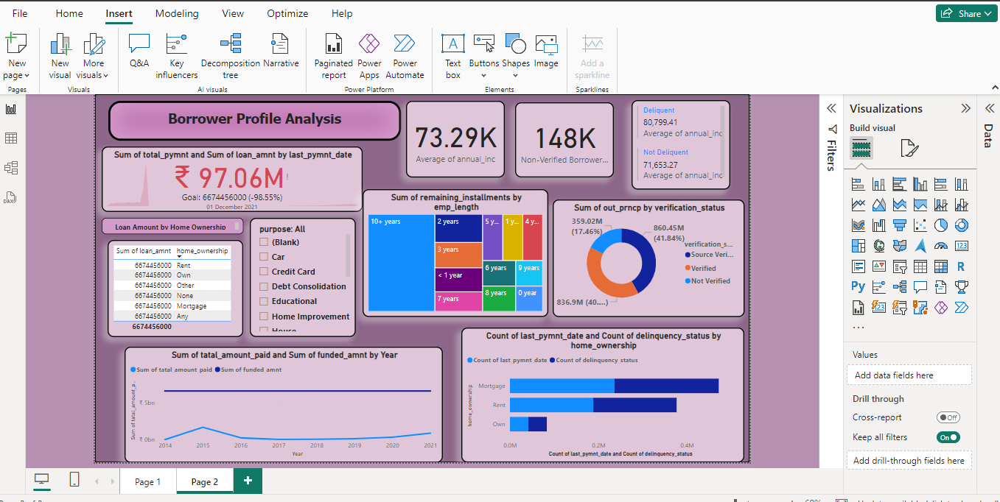 File Home Insert Modeling View Optimize Help
Share
New page
New visual
More visuals
Q&A
Key influencers
Decomposition tree
Narrative
Paginated report
Power Apps
Power Automate
Text box
Buttons
Shapes
Image
Add a sparkline
Pages
Visuals
AI visuals
Power Platform
Elements
Sparklines
Borrower Profile Analysis
73.29K
Average of annual_inc
148K
Non-Verified Borrower...
Deliquent
80,799.41
Average of annual_inc
Not Deliquent
71,653.27
Average of annual_inc
Sum of total_pymnt and Sum of loan_amnt by last_pymnt_date
₹ 97.06M!
Goal: 6674456000 (-98.55%)
01 December 2021
Loan Amount by Home Ownership
Sum of loan_amnt home_ownership
6674456000 Rent
6674456000 Own
6674456000 Other
6674456000 None
6674456000 Mortgage
6674456000 Any
6674456000
purpose: All
(Blank)
Car
Credit Card
Debt Consolidation
Educational
Home Improvement
House
Sum of remaining_installments by
emp_length
10+ years
2 years
3 years
< 1 year
7 years
5 y...
1 y...
4 y...
6 years
9 years
8 years
0 year
Sum of out_prncp by verification_status
359.02M
(17.46%)
860.45M
(41.84%)
836.9M (40....)
verification_s...
Source Veri...
Verified
Not Verified
Sum of tatal_amount_paid and Sum of funded_amnt by Year
Sum of tatal amount paid Sum of funded amnt
Sum of tatal_amount_p...
₹ 5bn
₹ 0bn
2014 2015 2016 2017 2018 2019 2020 2021
Year
Count of last_pymnt_date and Count of delinquency_status by
home_ownership
Count of last pymnt date Count of delinquency status
home_ownership
Mortgage
Rent
Own
0.0M 0.2M 0.4M
Count of last_pymnt_date and Count of delinquency_status
Filters
Visualizations
Build visual
Data
DAX
R
Py
123
...
Values
Add data fields here
Drill through
Cross-report Off
Keep all filters On
Add drill-through fields here
Page 1
Page 2